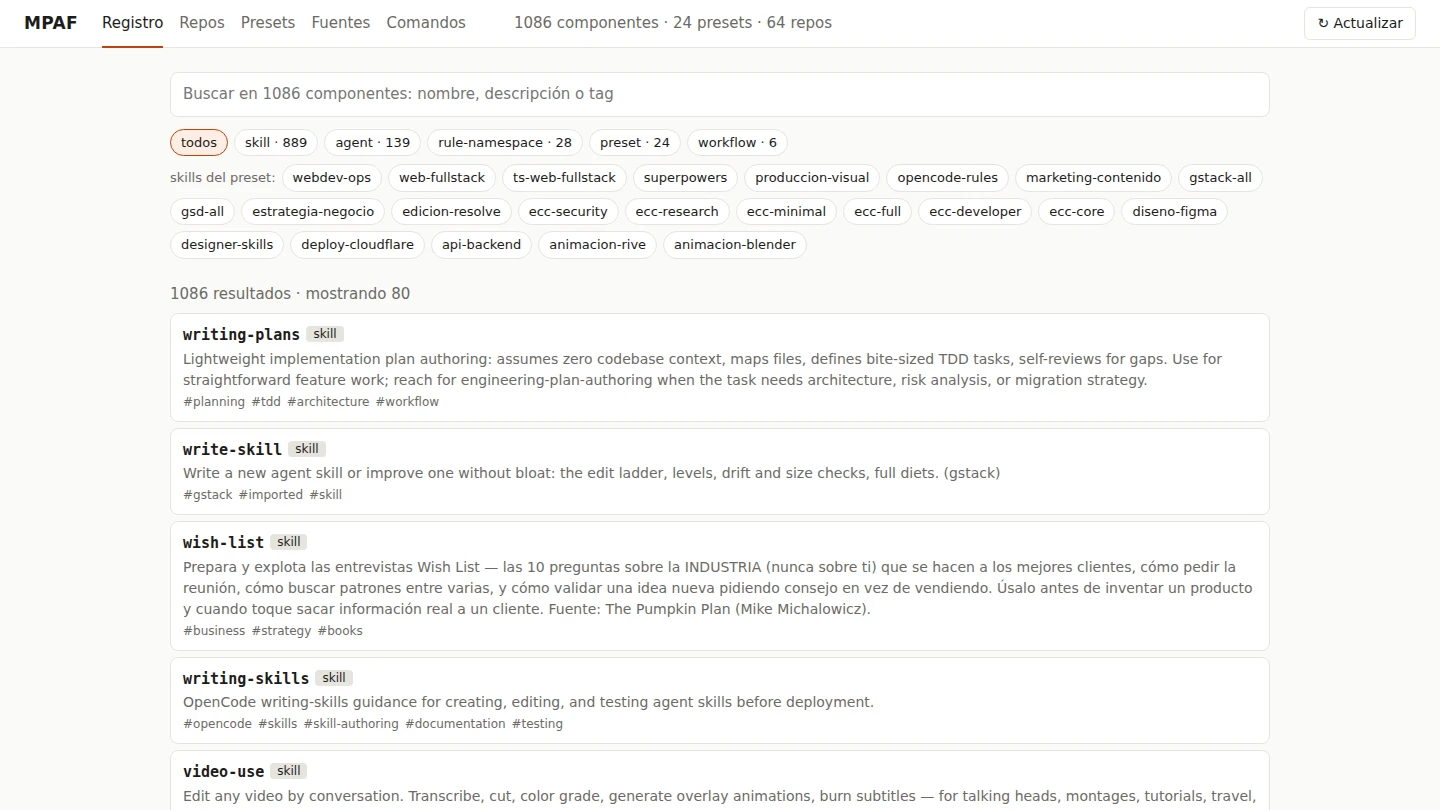 MPAF Registro Repos Presets Fuentes Comandos 1086 componentes · 24 presets · 64 repos ↻ Actualizar
Buscar en 1086 componentes: nombre, descripción o tag
todos skill · 889 agent · 139 rule-namespace · 28 preset · 24 workflow · 6
skills del preset: webdev-ops web-fullstack ts-web-fullstack superpowers produccion-visual opencode-rules marketing-contenido gstack-all
gsd-all estrategia-negocio edicion-resolve ecc-security ecc-research ecc-minimal ecc-full ecc-developer ecc-core diseno-figma
designer-skills deploy-cloudflare api-backend animacion-rive animacion-blender
1086 resultados · mostrando 80
writing-plans skill
Lightweight implementation plan authoring: assumes zero codebase context, maps files, defines bite-sized TDD tasks, self-reviews for gaps. Use for
straightforward feature work; reach for engineering-plan-authoring when the task needs architecture, risk analysis, or migration strategy.
#planning #tdd #architecture #workflow
write-skill skill
Write a new agent skill or improve one without bloat: the edit ladder, levels, drift and size checks, full diets. (gstack)
#gstack #imported #skill
wish-list skill
Prepara y explota las entrevistas Wish List — las 10 preguntas sobre la INDUSTRIA (nunca sobre ti) que se hacen a los mejores clientes, cómo pedir la
reunión, cómo buscar patrones entre varias, y cómo validar una idea nueva pidiendo consejo en vez de vendiendo. Úsalo antes de inventar un producto
y cuando toque sacar información real a un cliente. Fuente: The Pumpkin Plan (Mike Michalowicz).
#business #strategy #books
writing-skills skill
OpenCode writing-skills guidance for creating, editing, and testing agent skills before deployment.
#opencode #skills #skill-authoring #documentation #testing
video-use skill
Edit any video by conversation. Transcribe, cut, color grade, generate overlay animations, burn subtitles — for talking heads, montages, tutorials, travel,